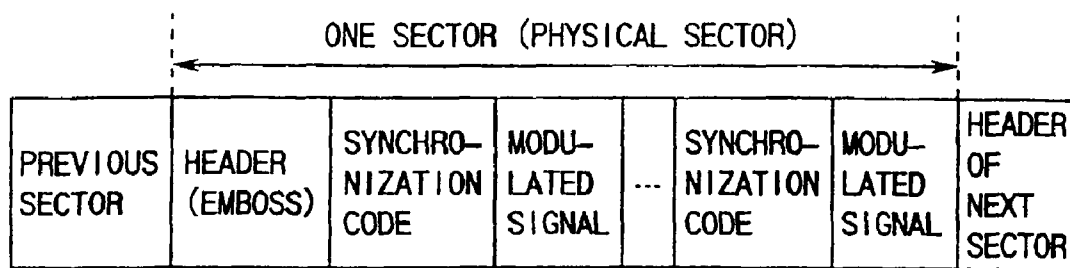 ONE SECTOR (PHYSICAL SECTOR)
PREVIOUS
SECTOR
HEADER
(EMBOSS)
SYNCHRO-
NIZATION
CODE
MODU-
LATED
SIGNAL
...
SYNCHRO-
NIZATION
CODE
MODU-
LATED
SIGNAL
HEADER
OF
NEXT
SECTOR